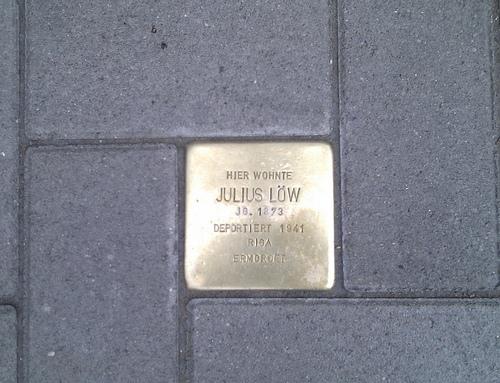 HIER WOHNTE
JULIUS LÖW
JG. 1873
DEPORTIERT 1941
RIGA
ERMORDET